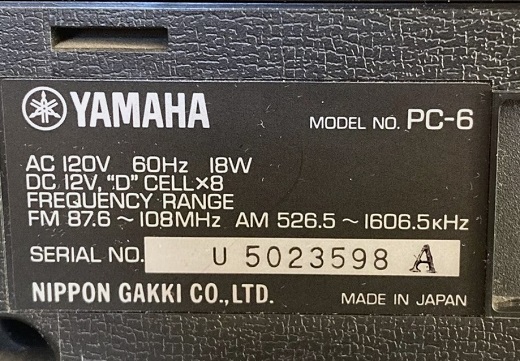 YAMAHA MODEL NO. PC-6
AC 120V 60Hz 18W
DC 12V, "D" CELL×8
FREQUENCY RANGE
FM 87.6 ~ 108MHz AM 526.5 ~ 1606.5kHz
SERIAL NO. U 5023598 A
NIPPON GAKKI CO., LTD. MADE IN JAPAN